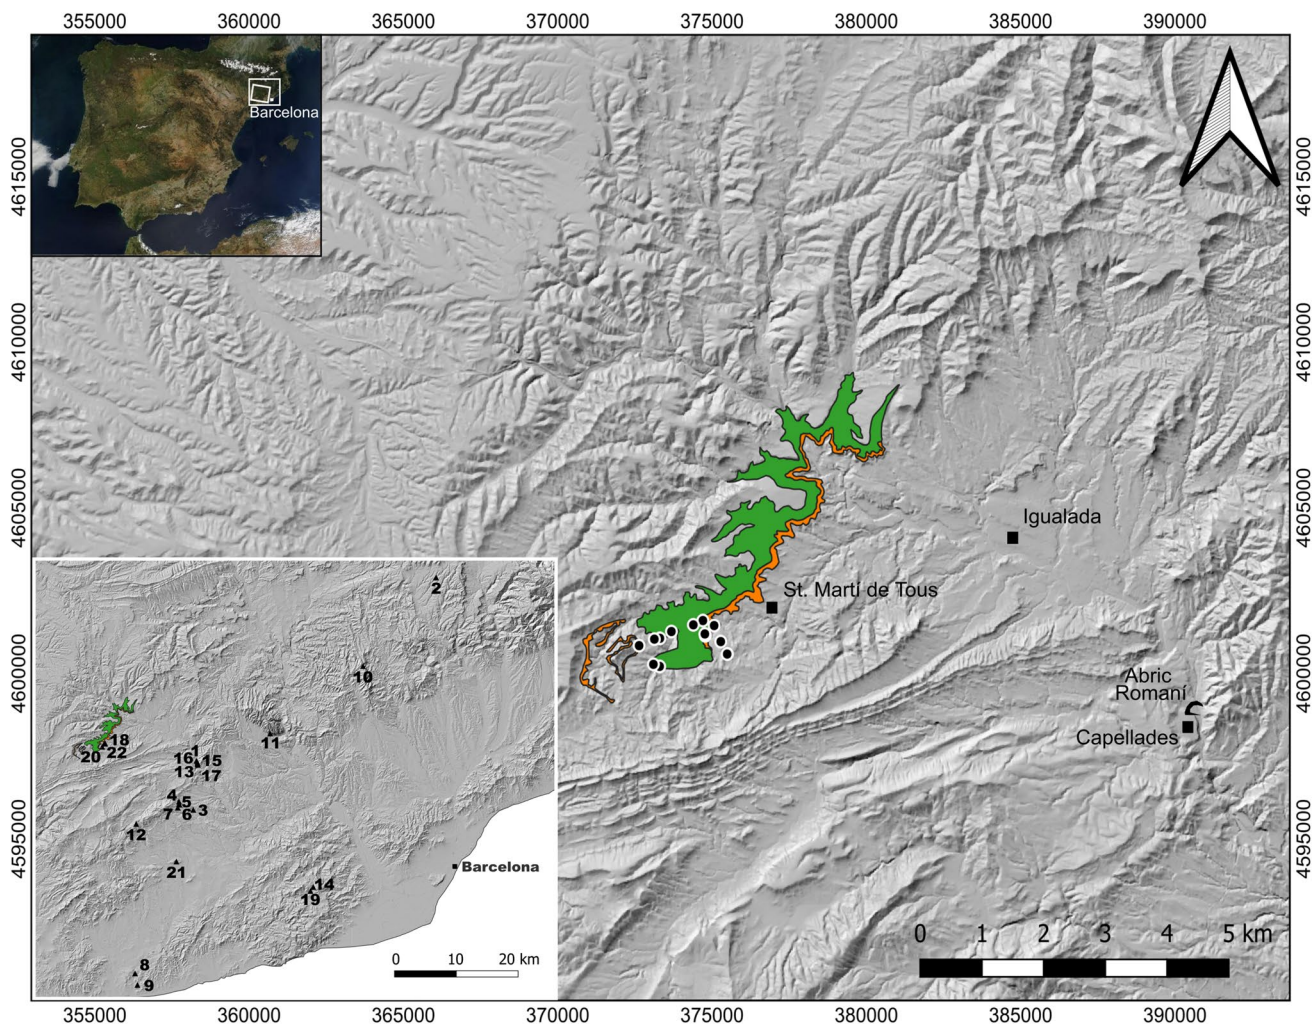 355000 360000 365000 370000 375000 380000 385000 390000
Barcelona
4615000
4615000
4610000
4610000
4605000
4605000
Igualada
St. Martí de Tous
4600000
4600000
Abric
Romaní
Capellades
4595000
4595000
2
10
11
18
20 22
1
16 15
13 17
4 5
7 6 3
12
21
Barcelona
14
19
8
9
0 10 20 km
0 1 2 3 4 5 km
355000 360000 365000 370000 375000 380000 385000 390000